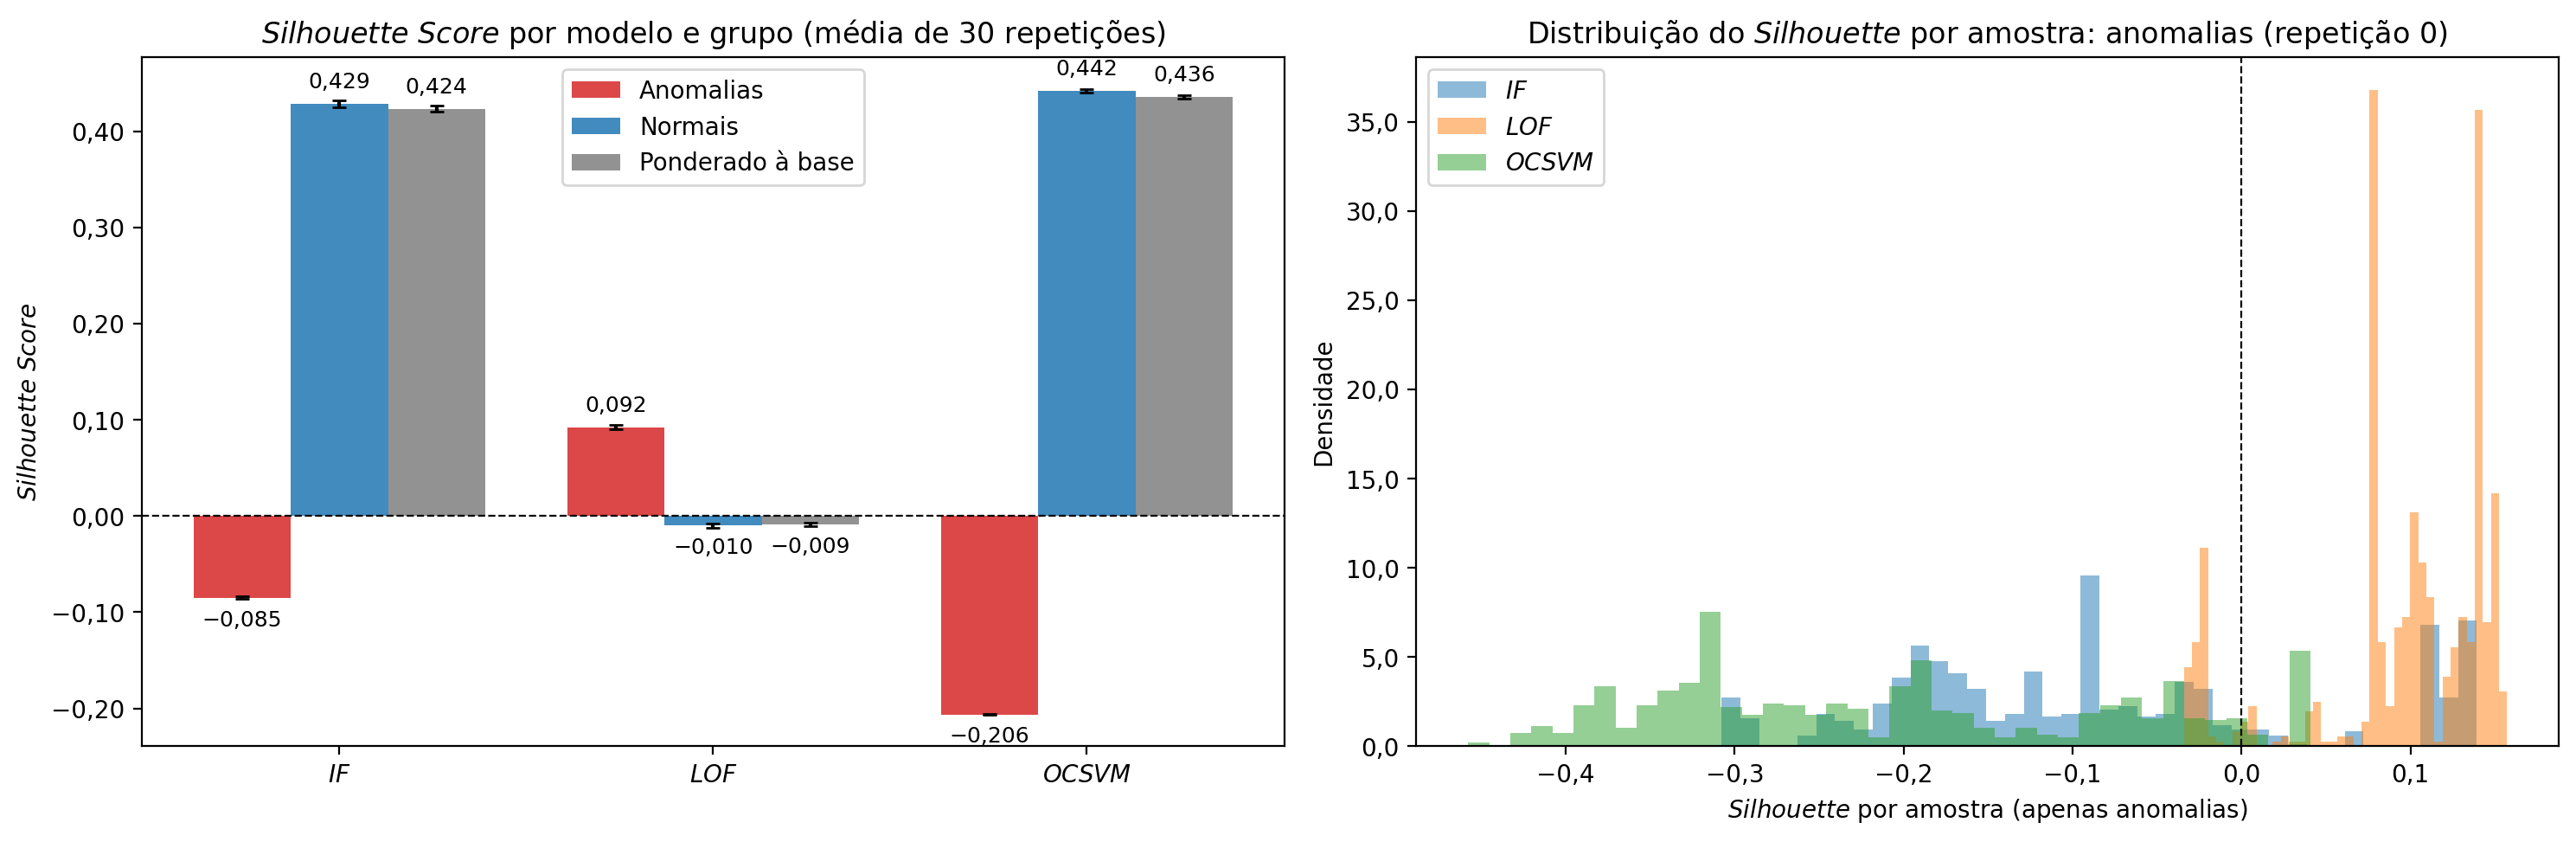 Silhouette Score por modelo e grupo (média de 30 repetições)
Silhouette Score
0,40
0,30
0,20
0,10
0,00
−0,10
−0,20
0,429
0,424
−0,085
0,092
−0,010
−0,009
0,442
0,436
−0,206
Anomalias
Normais
Ponderado à base
IF
LOF
OCSVM
Distribuição do Silhouette por amostra: anomalias (repetição 0)
Densidade
35,0
30,0
25,0
20,0
15,0
10,0
5,0
0,0
IF
LOF
OCSVM
−0,4
−0,3
−0,2
−0,1
0,0
0,1
Silhouette por amostra (apenas anomalias)